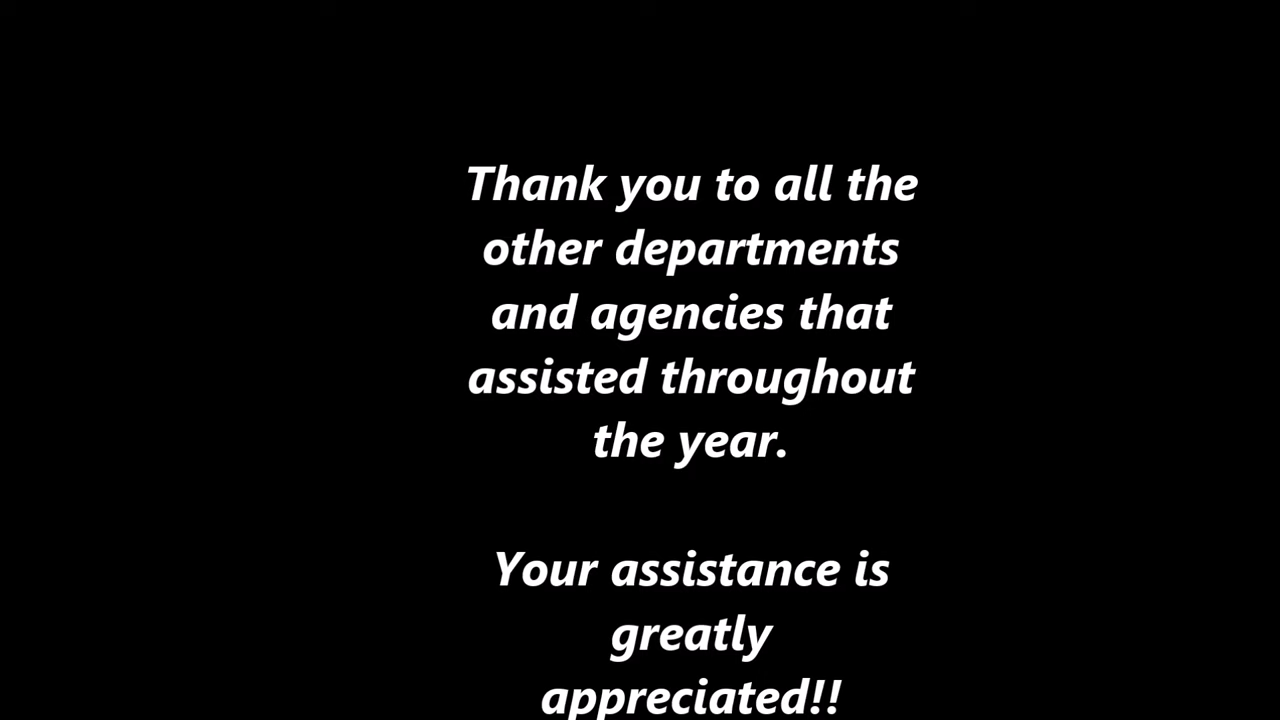 Thank you to all the
other departments
and agencies that
assisted throughout
the year.
Your assistance is
greatly
appreciated!!